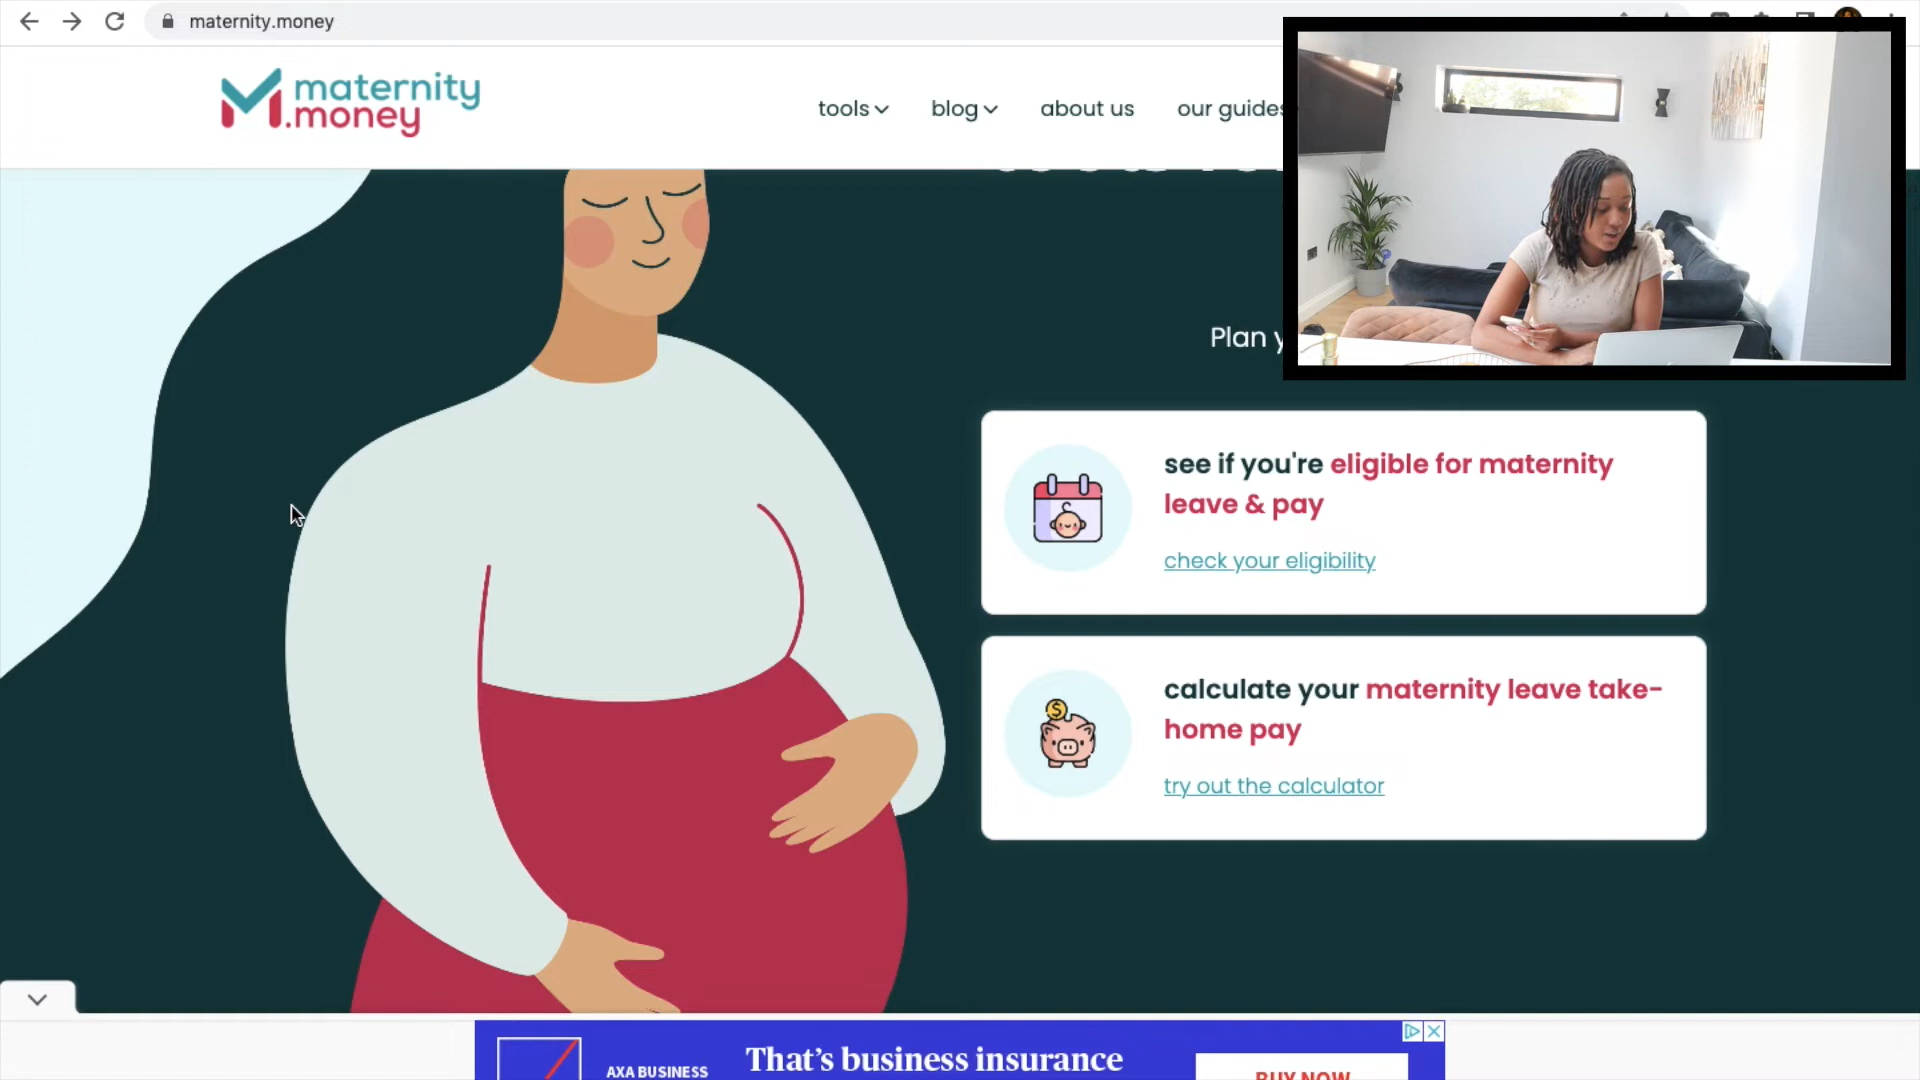 maternity.money
maternity
.money
tools
blog
about us
our guides
Plan
see if you're eligible for maternity
leave & pay
check your eligibility
calculate your maternity leave take-
home pay
try out the calculator
AXA BUSINESS
That's business insurance
BUY NOW